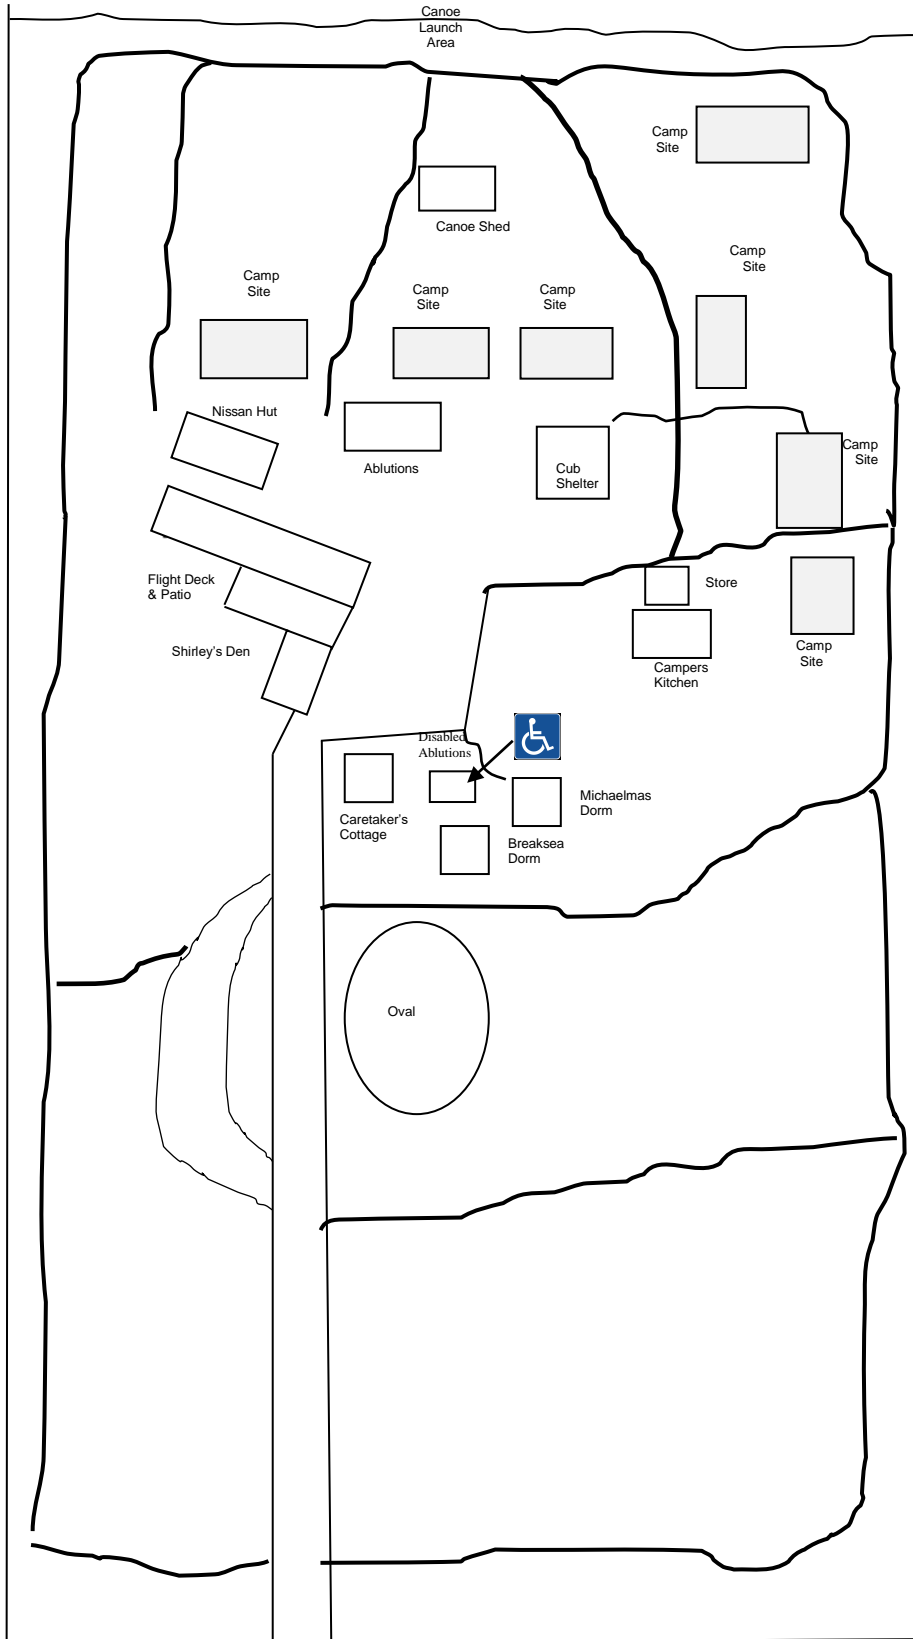 Canoe
Launch
Area
Camp
Site
Canoe Shed
Camp
Site
Camp
Site
Camp
Site
Camp
Site
Nissan Hut
Ablutions
Cub
Shelter
Camp
Site
Flight Deck
& Patio
Store
Shirley's Den
Camp
Site
Campers
Kitchen
Disabled
Ablutions
Caretaker's
Cottage
Michaelmas
Dorm
Breaksea
Dorm
Oval